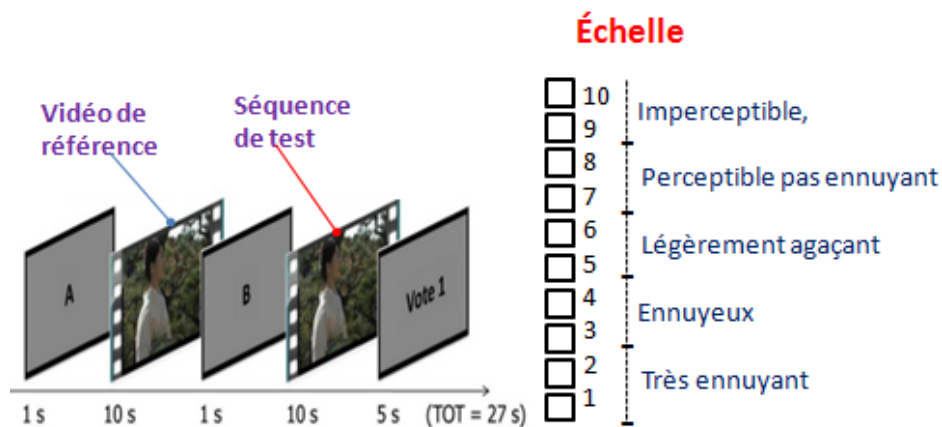 Échelle
Vidéo de
référence
Séquence
de test
A
B
Vote 1
1 s 10 s 1 s 10 s 5 s (TOT = 27 s)
10
9
Imperceptible,
8
7
Perceptible pas ennuyant
6
5
Légèrement agaçant
4
3
Ennuyeux
2
1
Très ennuyant